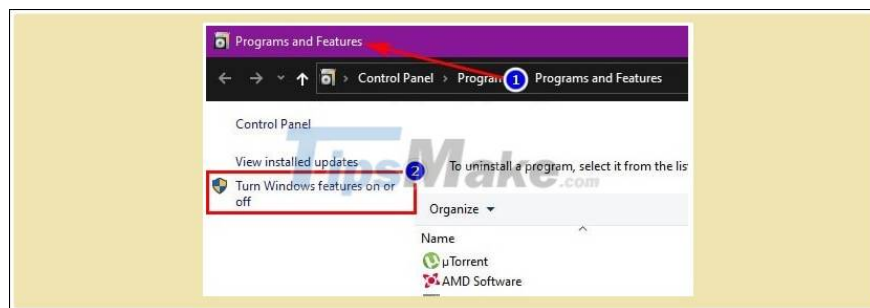 Programs and Features
Control Panel > Program 1 Programs and Features
Control Panel
View installed updates
2
To uninstall a program, select it from the lis
Turn Windows features on or
off
TipsMake.com
Organize
Name
µTorrent
AMD Software